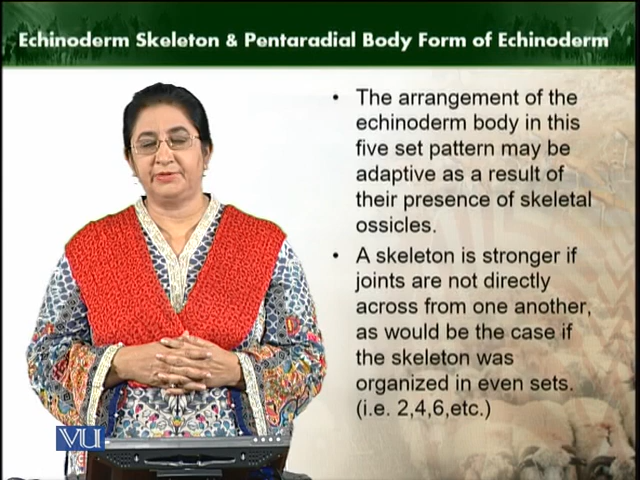 Echinoderm Skeleton & Pentaradial Body Form of Echinoderm
• The arrangement of the
echinoderm body in this
five set pattern may be
adaptive as a result of
their presence of skeletal
ossicles.
• A skeleton is stronger if
joints are not directly
across from one another,
as would be the case if
the skeleton was
organized in even sets.
(i.e. 2,4,6,etc.)
VU